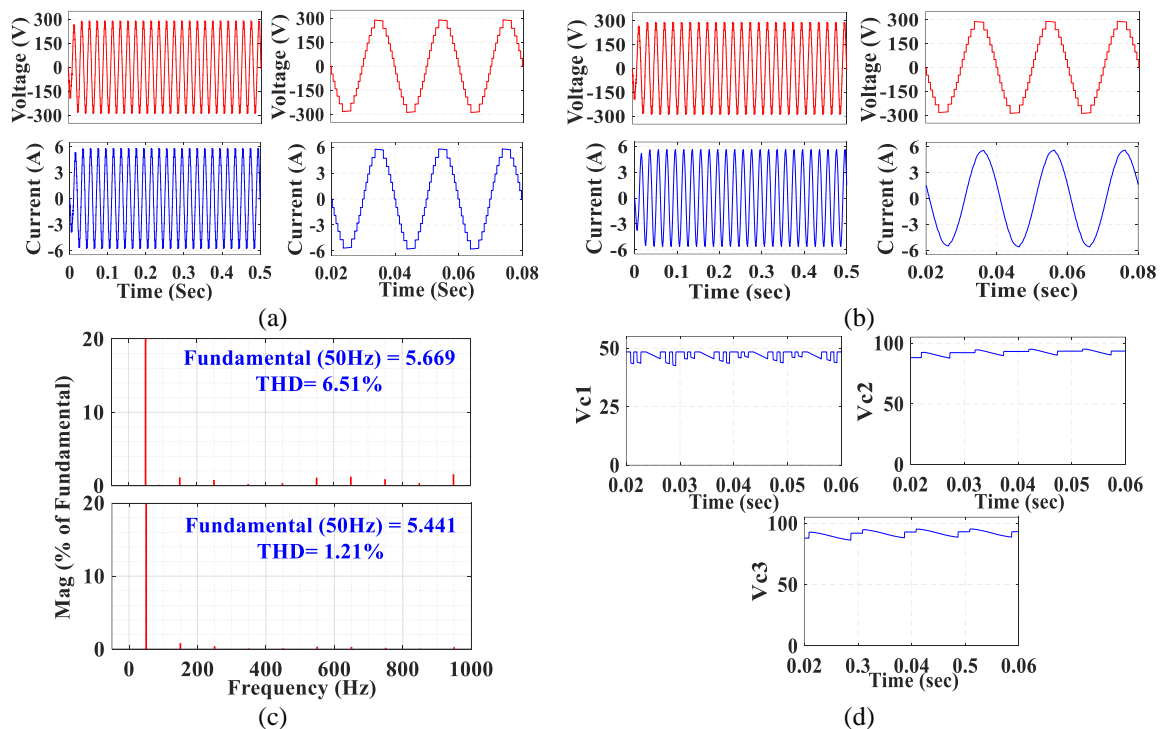 300
150
0
-150
-300
Voltage (V)
300
150
0
-150
-300
Voltage (V)
6
3
0
-3
-6
Current (A)
0 0.1 0.2 0.3 0.4 0.5
Time (Sec)
6
3
0
-3
-6
Current (A)
0.02 0.04 0.06 0.08
Time (Sec)
(a)
300
150
0
-150
-300
Voltage (V)
300
150
0
-150
-300
Voltage (V)
6
3
0
-3
-6
Current (A)
0 0.1 0.2 0.3 0.4 0.5
Time (sec)
6
3
0
-3
-6
Current (A)
0.02 0.04 0.06 0.08
Time (sec)
(b)
Mag (% of Fundamental)
20
10
0
Fundamental (50Hz) = 5.669
THD= 6.51%
20
10
0
Fundamental (50Hz) = 5.441
THD= 1.21%
0 200 400 600 800 1000
Frequency (Hz)
(c)
50
25
0
Vc1
0.02 0.03 0.04 0.05 0.06
Time (sec)
100
50
0
Vc2
0.02 0.03 0.04 0.05 0.06
Time (sec)
100
50
0
Vc3
0.02 0.3 0.04 0.5 0.06
Time (sec)
(d)